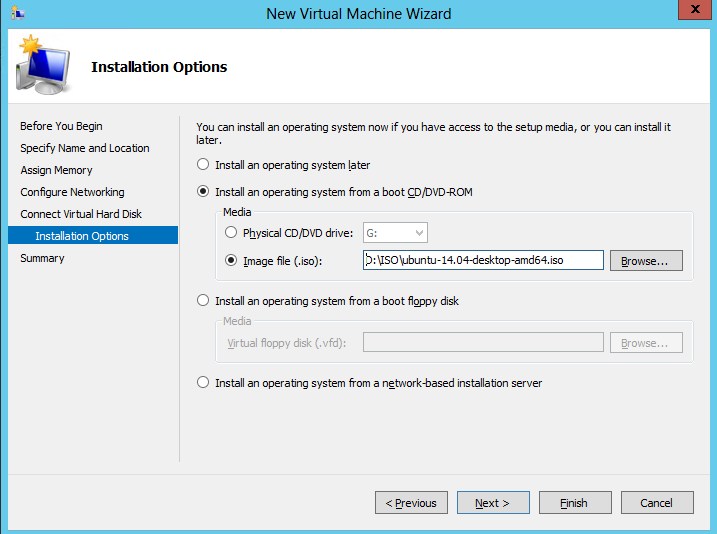 New Virtual Machine Wizard
x
Installation Options
Before You Begin
Specify Name and Location
Assign Memory
Configure Networking
Connect Virtual Hard Disk
Installation Options
Summary
You can install an operating system now if you have access to the setup media, or you can install it
later.
Install an operating system later
Install an operating system from a boot CD/DVD-ROM
Media
Physical CD/DVD drive: G:
Image file (.iso): D:\ISO\ubuntu-14.04-desktop-amd64.iso Browse...
Install an operating system from a boot floppy disk
Media
Virtual floppy disk (.vfd): Browse...
Install an operating system from a network-based installation server
< Previous Next > Finish Cancel